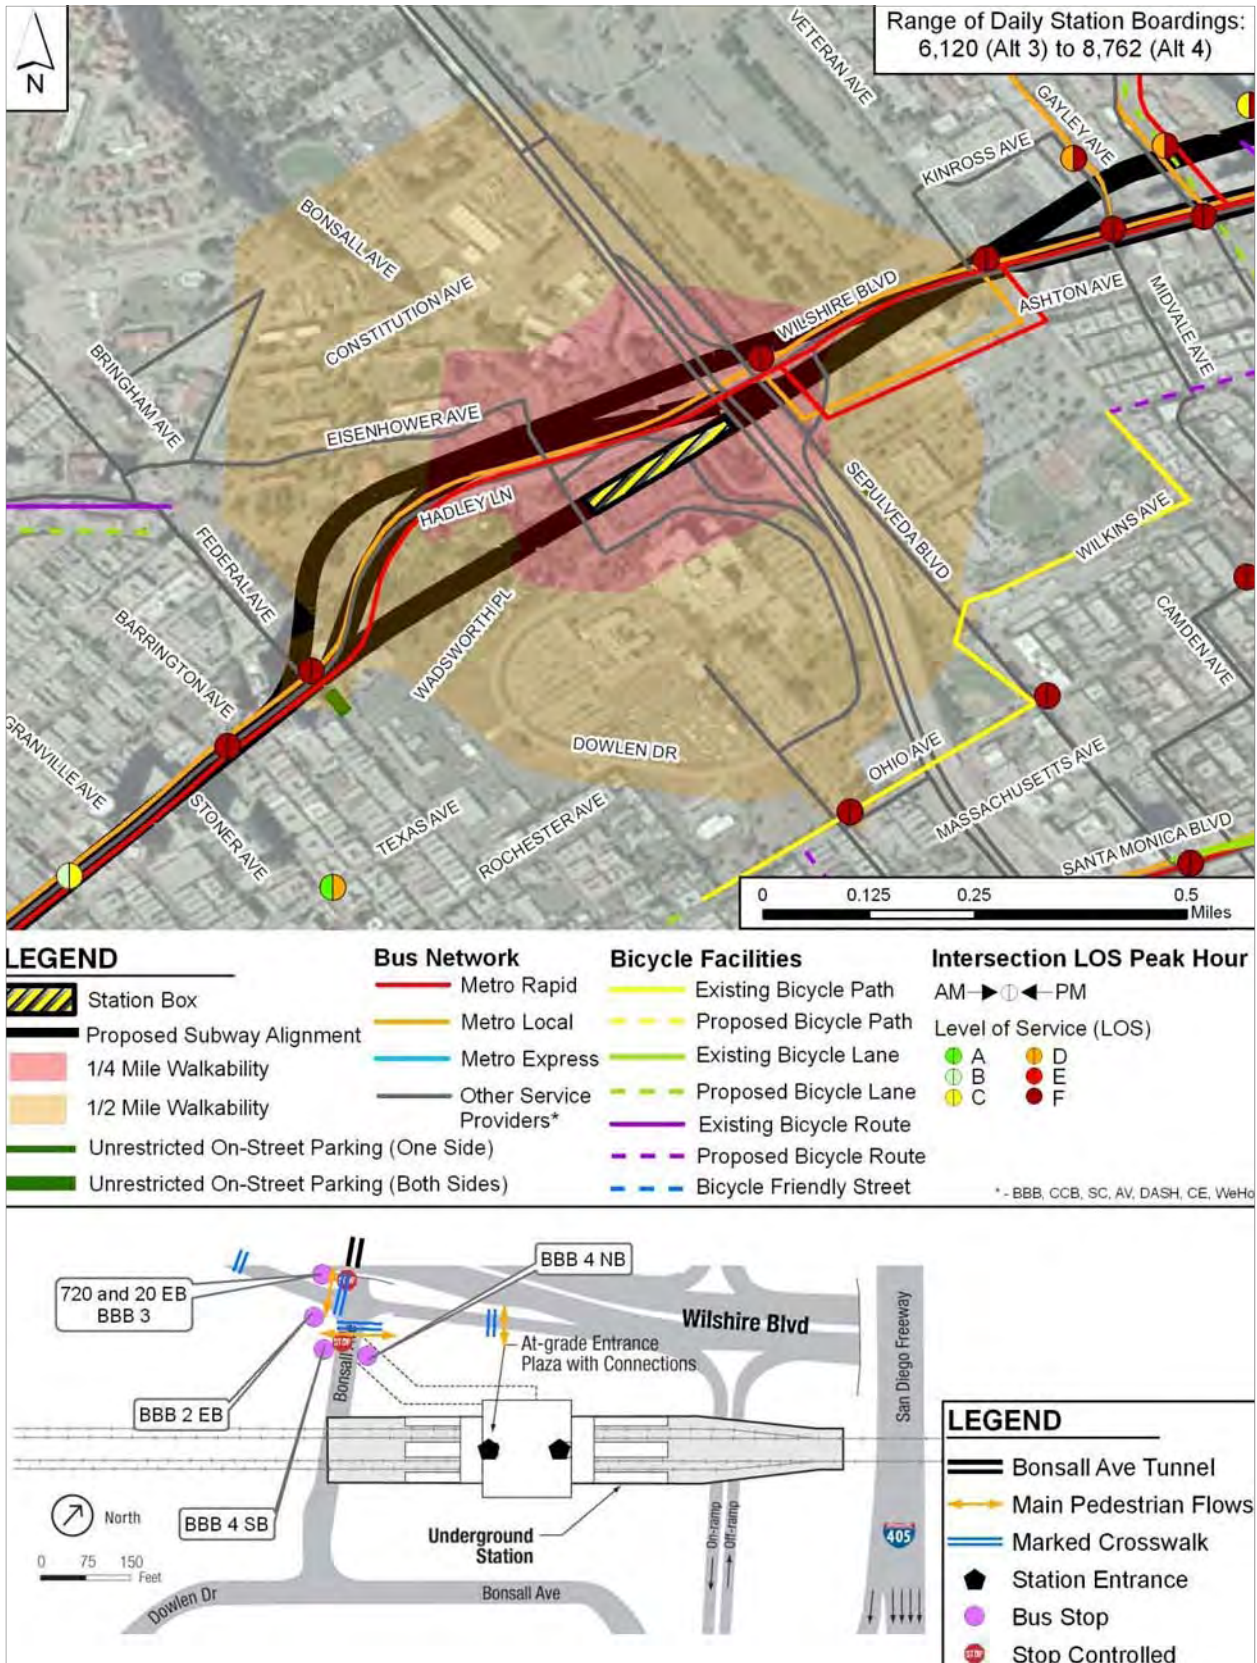 Range of Daily Station Boardings:
6,120 (Alt 3) to 8,762 (Alt 4)
N
VETERAN AVE
GAYLEY AVE
KINROSS AVE
BONSALL AVE
CONSTITUTION AVE
WILSHIRE BLVD
ASHTON AVE
MIDVALE AVE
BRINGHAM AVE
EISENHOWER AVE
HADLEY LN
SEPULVEDA BLVD
WILKINS AVE
FEDERAL AVE
BARRINGTON AVE
WADSWORTH PL
CAMDEN AVE
GRANVILLE AVE
DOWLEN DR
OHIO AVE
MASSACHUSETTS AVE
STONER AVE
TEXAS AVE
ROCHESTER AVE
SANTA MONICA BLVD
0 0.125 0.25 0.5
Miles
LEGEND
Station Box
Proposed Subway Alignment
1/4 Mile Walkability
1/2 Mile Walkability
Unrestricted On-Street Parking (One Side)
Unrestricted On-Street Parking (Both Sides)
Bus Network
Metro Rapid
Metro Local
Metro Express
Other Service
Providers*
Bicycle Facilities
Existing Bicycle Path
Proposed Bicycle Path
Existing Bicycle Lane
Proposed Bicycle Lane
Existing Bicycle Route
Proposed Bicycle Route
Bicycle Friendly Street
Intersection LOS Peak Hour
AM PM
Level of Service (LOS)
A D
B E
C F
* - BBB, CCB, SC, AV, DASH, CE, WeHo
BBB 4 NB
720 and 20 EB
BBB 3
STOP
Wilshire Blvd
At-grade Entrance
Plaza with Connections
STOP
Bonsall
San Diego Freeway
BBB 2 EB
BBB 4 SB
North
0 75 150
Feet
Underground
Station
On-ramp
Off-ramp
405
Dowlen Dr
Bonsall Ave
LEGEND
Bonsall Ave Tunnel
Main Pedestrian Flows
Marked Crosswalk
Station Entrance
Bus Stop
STOP Stop Controlled